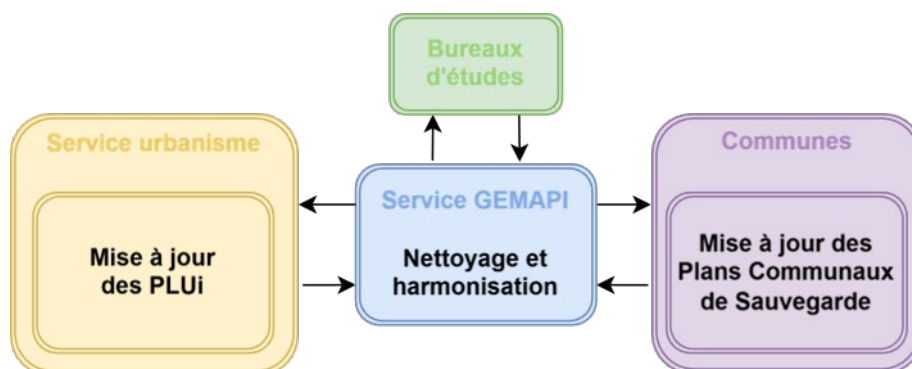 Bureaux
d'études
Service urbanisme
Mise à jour
des PLUi
Service GEMAPI
Nettoyage et
harmonisation
Communes
Mise à jour des
Plans Communaux
de Sauvegarde